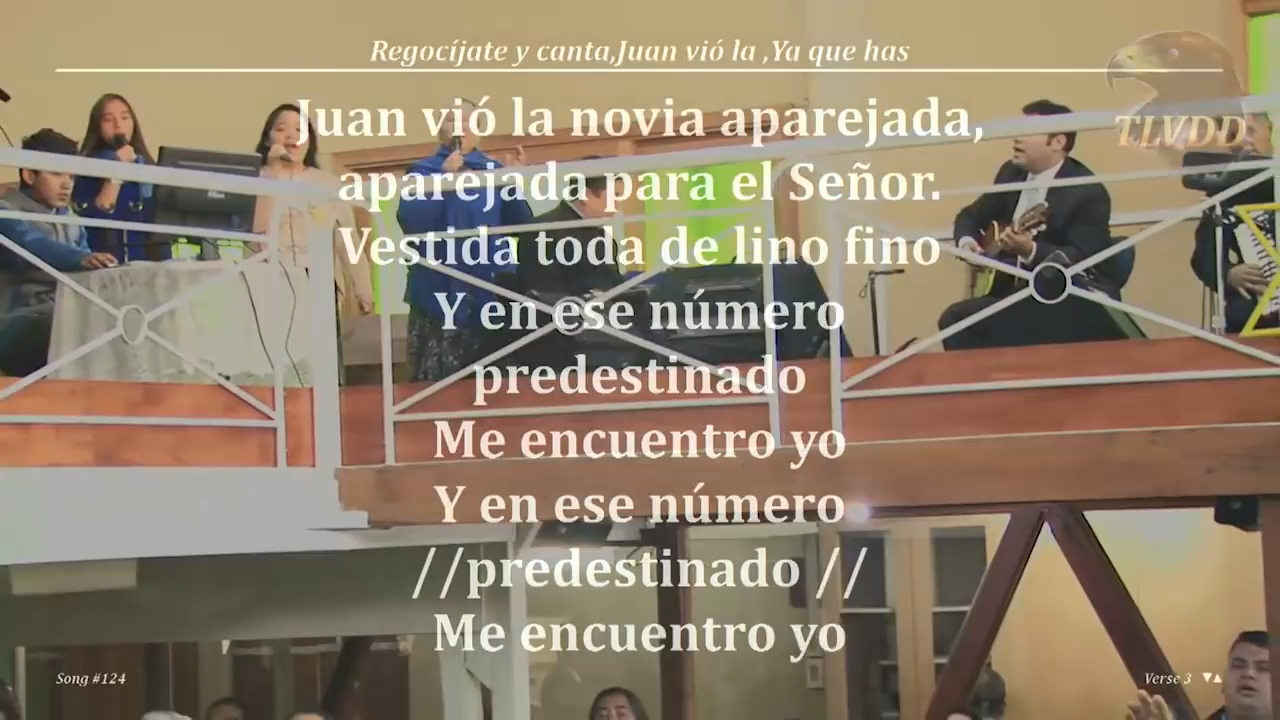 Regocíjate y canta,Juan vió la ,Ya que has
TLVDD
Juan vió la novia aparejada,
aparejada para el Señor.
Vestida toda de lino fino
Y en ese número
predestinado
Me encuentro yo
Y en ese número
//predestinado //
Me encuentro yo
Song #124
Verse 3 ▼▲